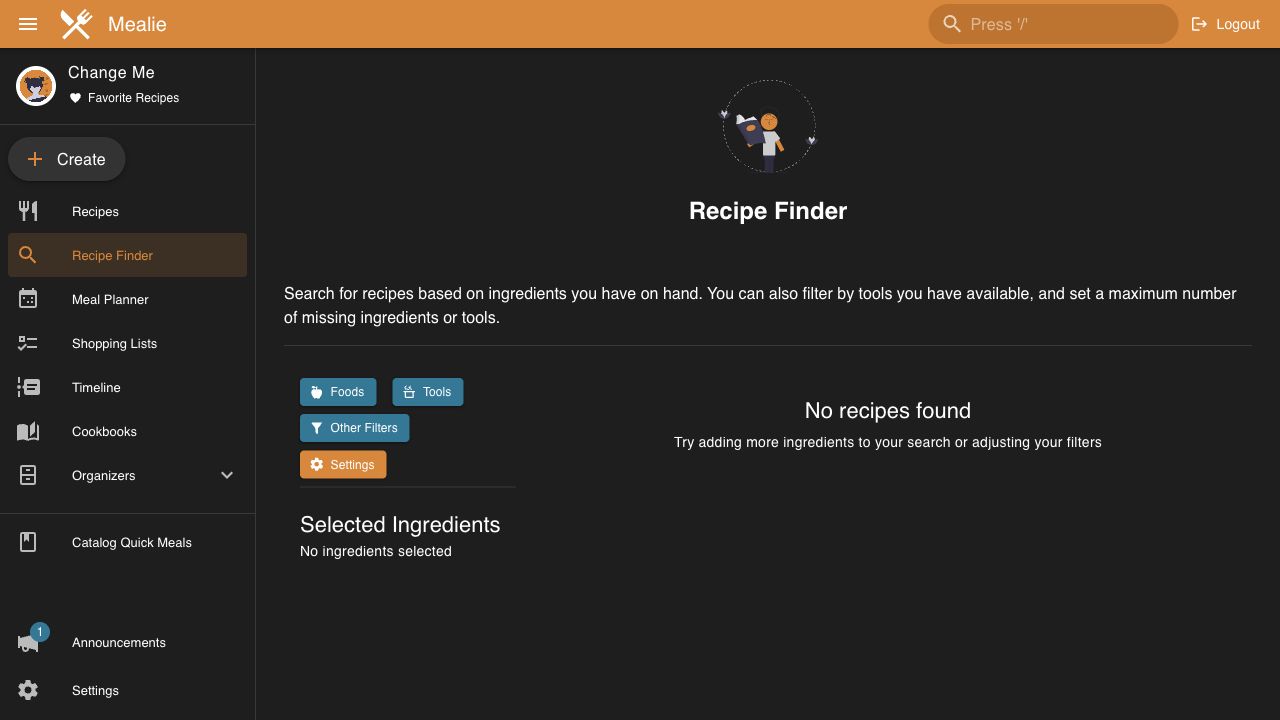 Mealie
Press '/'
Logout
Change Me
Favorite Recipes
Create
Recipes
Recipe Finder
Meal Planner
Shopping Lists
Timeline
Cookbooks
Organizers
Catalog Quick Meals
1
Announcements
Settings
Recipe Finder
Search for recipes based on ingredients you have on hand. You can also filter by tools you have available, and set a maximum number
of missing ingredients or tools.
Foods
Tools
Other Filters
Settings
Selected Ingredients
No ingredients selected
No recipes found
Try adding more ingredients to your search or adjusting your filters